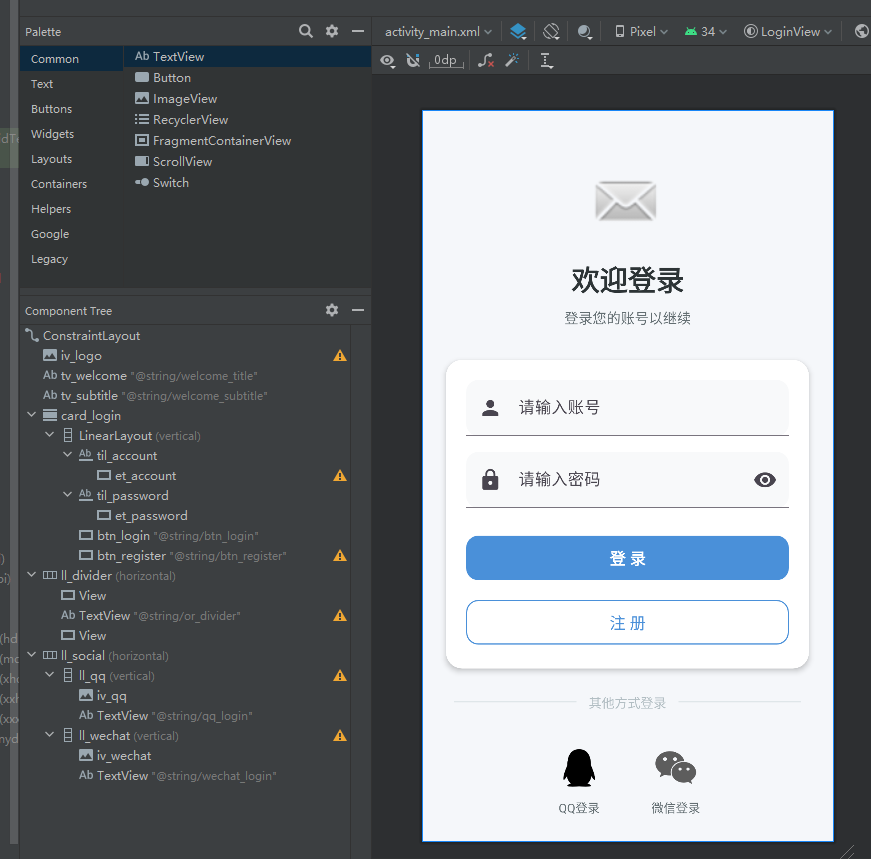 Palette
Common
Text
Buttons
Widgets
Layouts
Containers
Helpers
Google
Legacy
Ab TextView
Button
ImageView
RecyclerView
FragmentContainerView
ScrollView
Switch
Component Tree
ConstraintLayout
iv_logo
Ab tv_welcome "@string/welcome_title"
Ab tv_subtitle "@string/welcome_subtitle"
card_login
LinearLayout (vertical)
Ab til_account
et_account
Ab til_password
et_password
btn_login "@string/btn_login"
btn_register "@string/btn_register"
ll_divider (horizontal)
View
Ab TextView "@string/or_divider"
View
ll_social (horizontal)
ll_qq (vertical)
iv_qq
Ab TextView "@string/qq_login"
ll_wechat (vertical)
iv_wechat
Ab TextView "@string/wechat_login"
activity_main.xml
Pixel
34
LoginView
0dp
欢迎登录
登录您的账号以继续
请输入账号
请输入密码
登 录
注 册
其他方式登录
QQ登录
微信登录